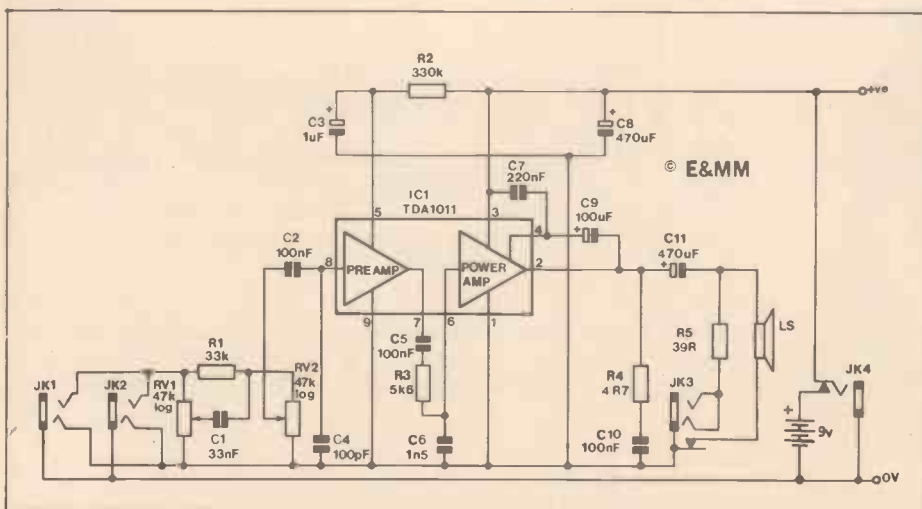 R2
330k
+ve
+
C3
1uF
+
C8
470uF
C7
220nF
© E&MM
IC1
TDA1011
C9
100uF
+
5
3
4
C2
100nF
C11
470uF
+
8
PREAMP
POWER
AMP
2
9
7
6
1
LS
R1
33k
C5
100nF
R5
39R
JK1
JK2
RV1
47k
log
RV2
47k
log
R3
5k6
R4
4R7
JK3
JK4
C1
33nF
C4
100pF
C6
1n5
C10
100nF
+
9v
0V